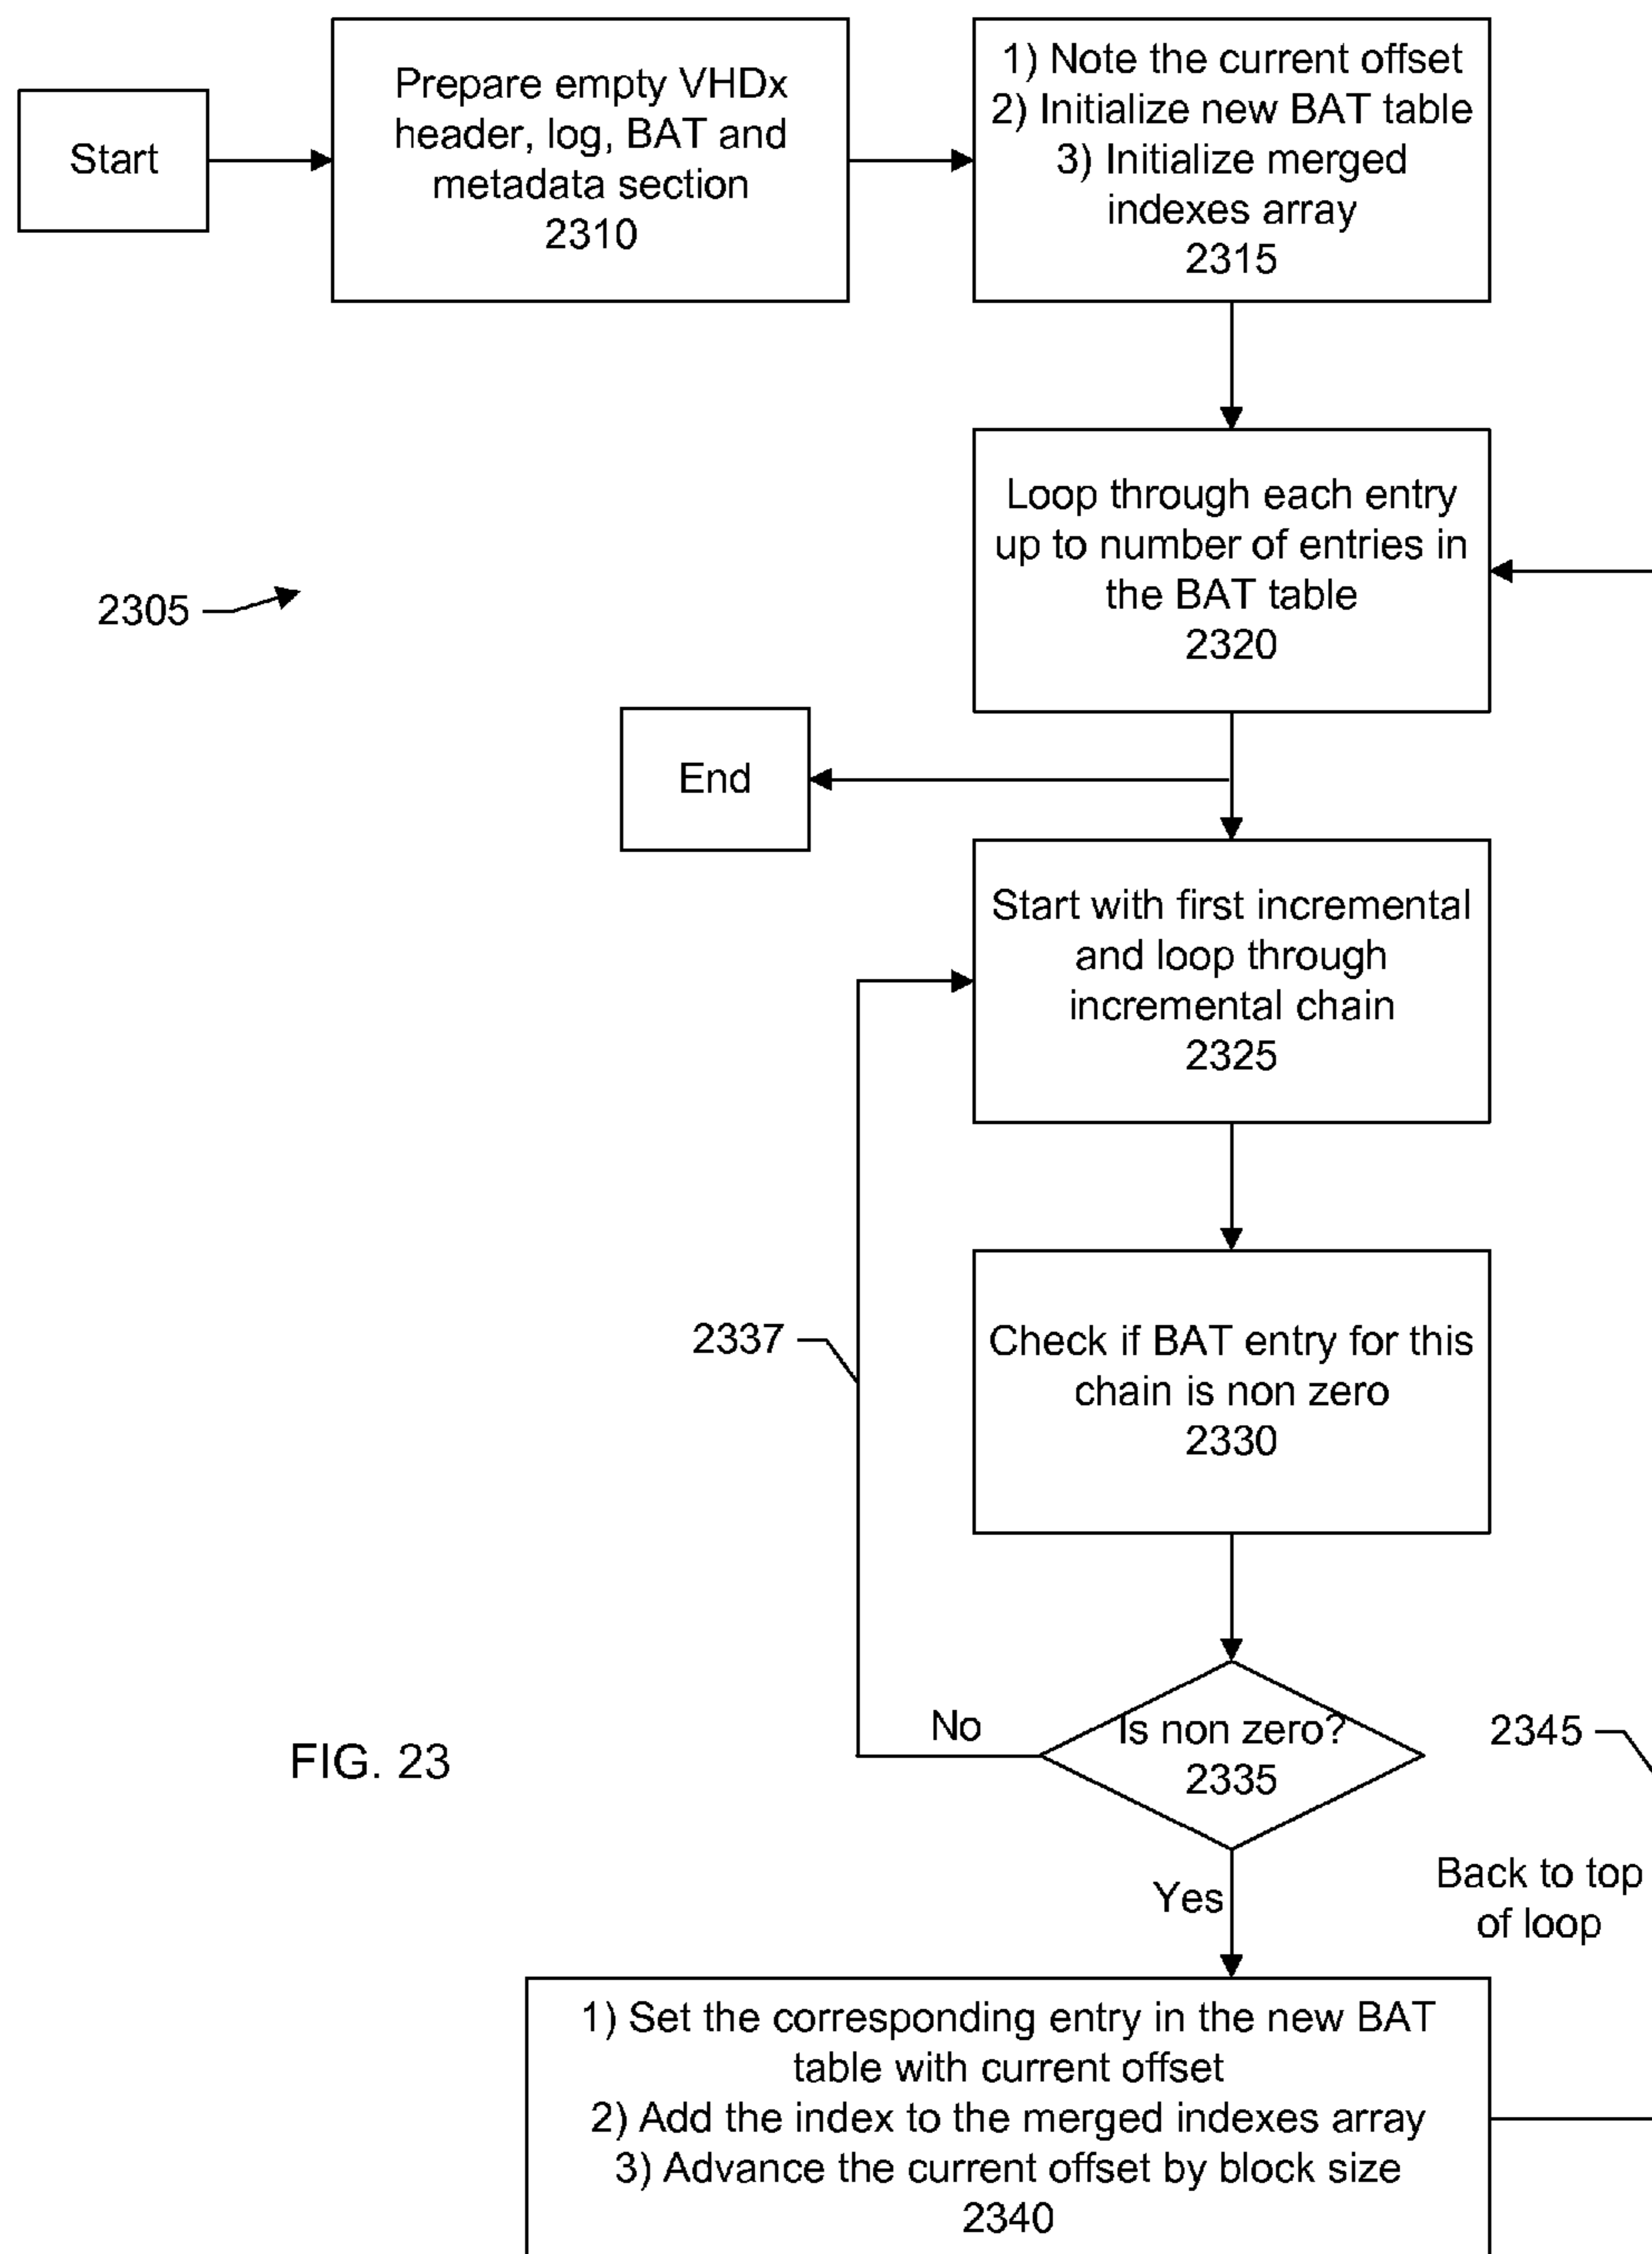 Start
Prepare empty VHDx
header, log, BAT and
metadata section
2310
1) Note the current offset
2) Initialize new BAT table
3) Initialize merged
indexes array
2315
Loop through each entry
up to number of entries in
the BAT table
2320
2305
End
Start with first incremental
and loop through
incremental chain
2325
2337
Check if BAT entry for this
chain is non zero
2330
No
Is non zero?
2335
2345
FIG. 23
Back to top
of loop
Yes
1) Set the corresponding entry in the new BAT
table with current offset
2) Add the index to the merged indexes array
3) Advance the current offset by block size
2340